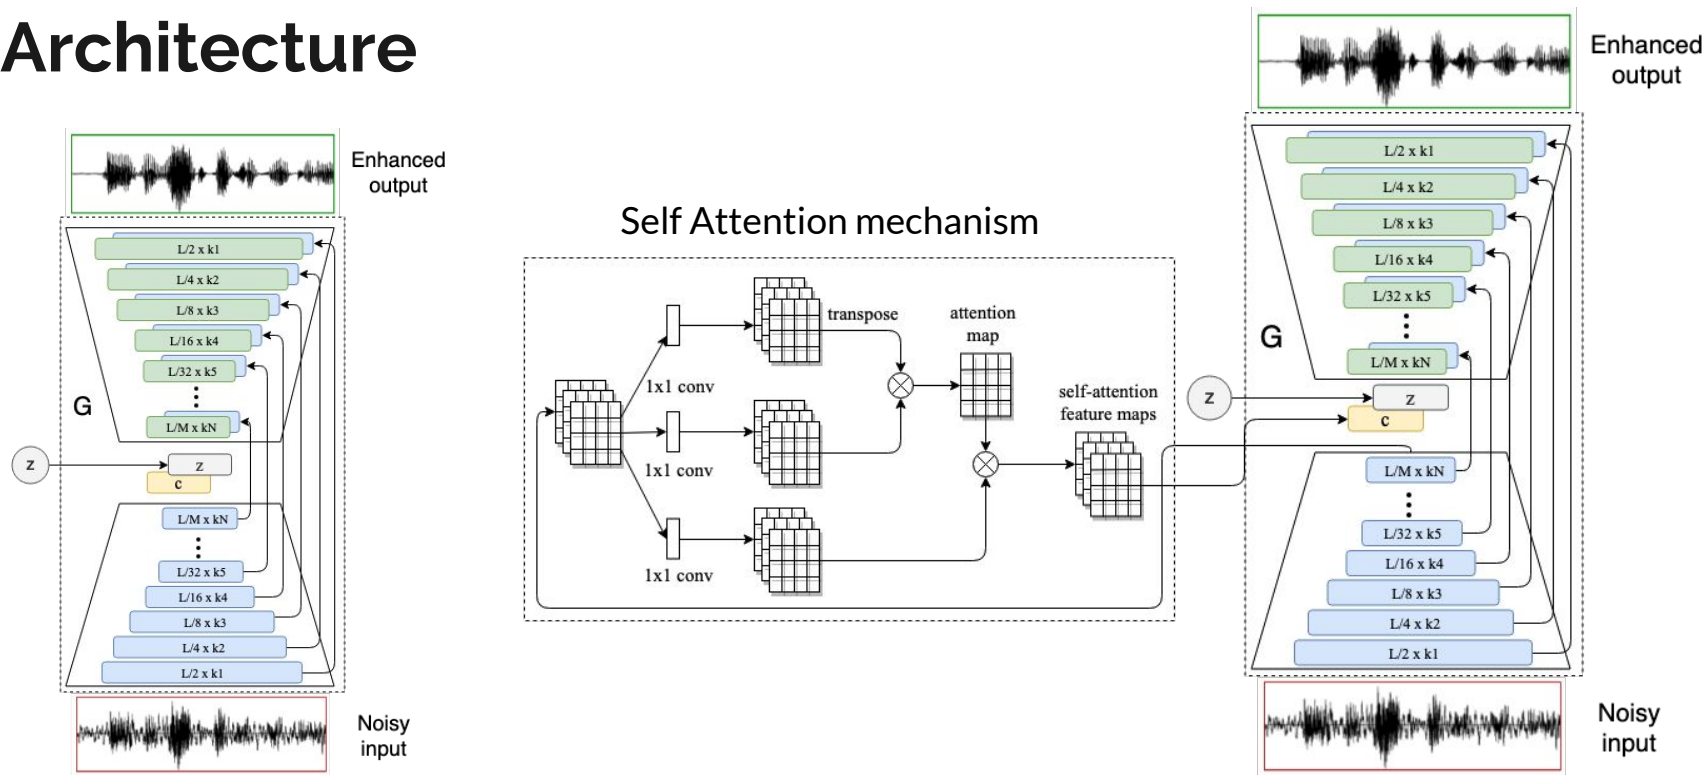 Architecture
Enhanced
output
L/2 x k1
L/4 x k2
L/8 x k3
L/16 x k4
L/32 x k5
L/M x kN
G
z
z
c
L/M x kN
L/32 x k5
L/16 x k4
L/8 x k3
L/4 x k2
L/2 x k1
Noisy
input
Self Attention mechanism
transpose
attention
map
1x1 conv
1x1 conv
1x1 conv
self-attention
feature maps
Enhanced
output
L/2 x k1
L/4 x k2
L/8 x k3
L/16 x k4
L/32 x k5
L/M x kN
G
z
z
c
L/M x kN
L/32 x k5
L/16 x k4
L/8 x k3
L/4 x k2
L/2 x k1
Noisy
input